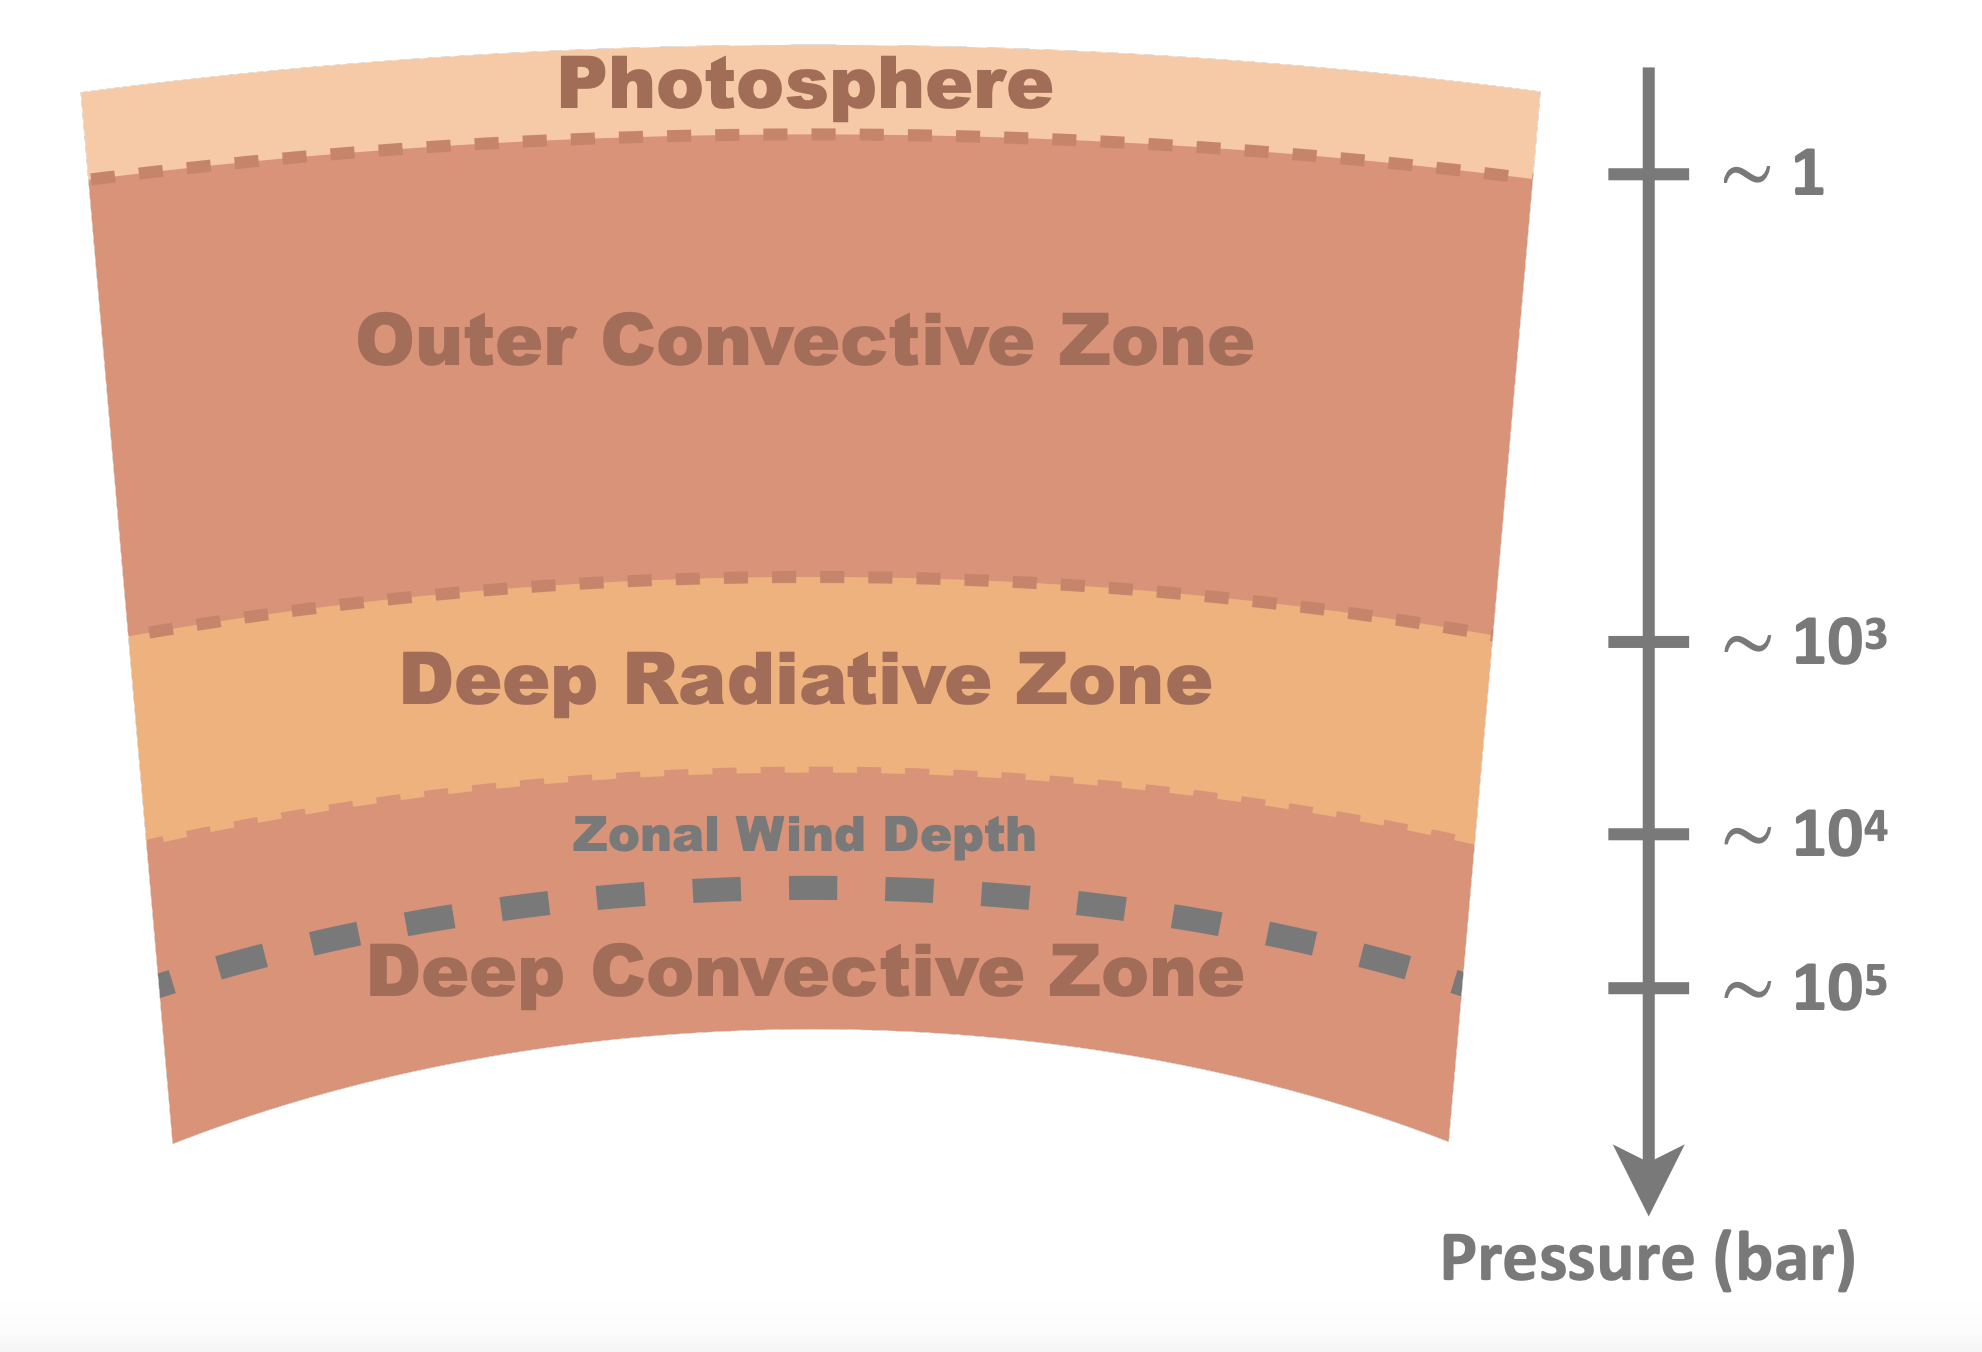 Photosphere
~ 1
Outer Convective Zone
~ 10³
Deep Radiative Zone
Zonal Wind Depth
~ 10⁴
Deep Convective Zone
~ 10⁵
Pressure (bar)